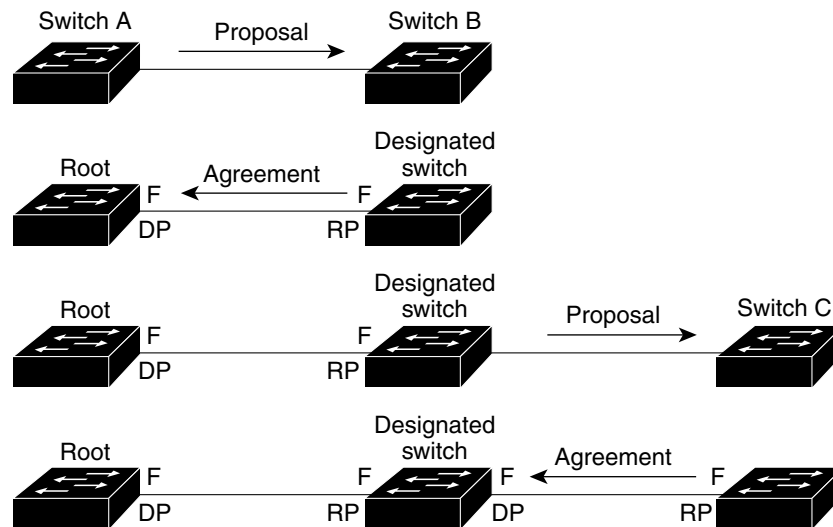 Switch A
Proposal
Switch B
Root
Agreement
Designated
switch
F
F
DP
RP
Root
Designated
switch
Proposal
Switch C
F
F
DP
RP
Root
Designated
switch
Agreement
F
F
F
F
DP
RP
DP
RP